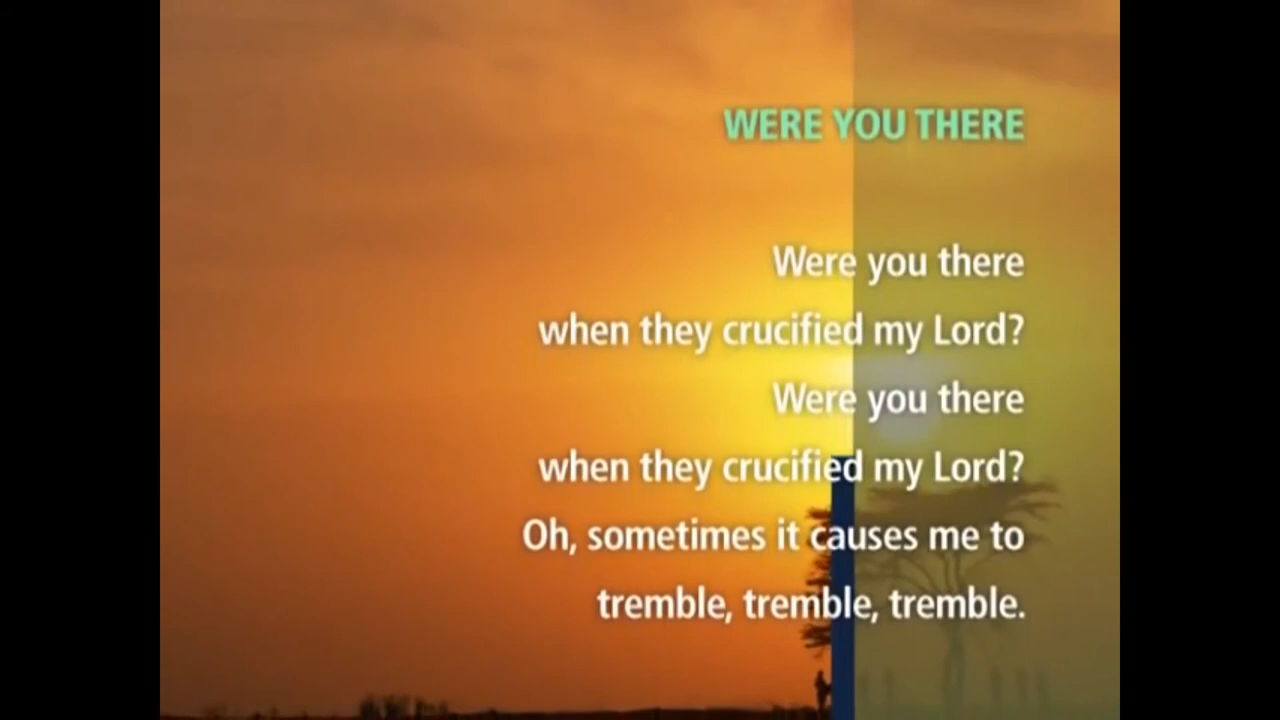 WERE YOU THERE
Were you there
when they crucified my Lord?
Were you there
when they crucified my Lord?
Oh, sometimes it causes me to
tremble, tremble, tremble.